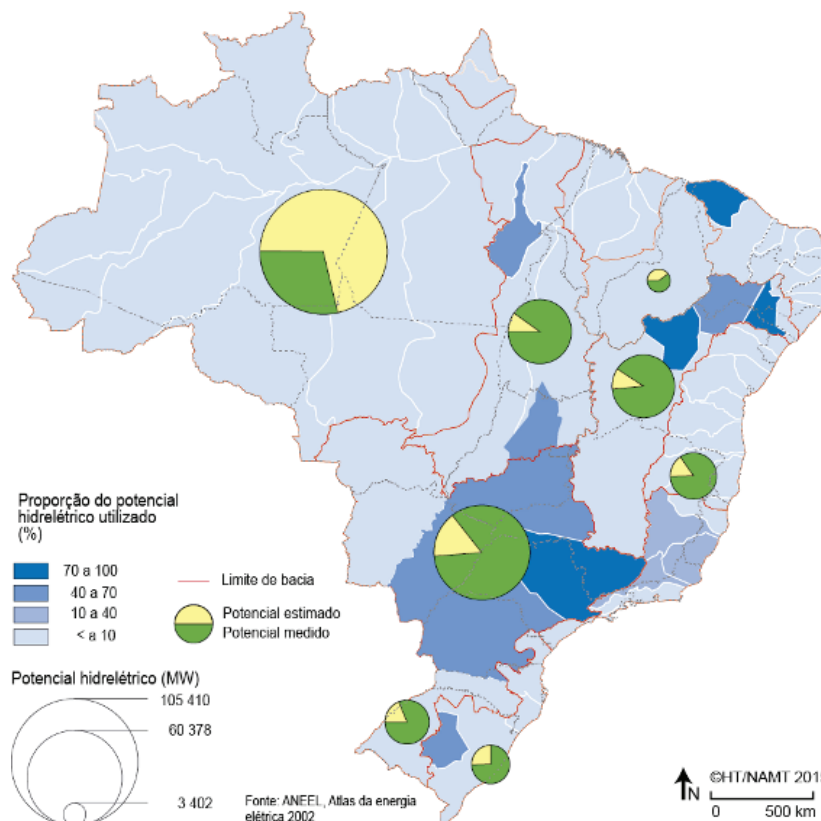 Proporção do potencial
hidrelétrico utilizado
(%)
70 a 100
40 a 70
10 a 40
< a 10
Limite de bacia
Potencial estimado
Potencial medido
Potencial hidrelétrico (MW)
105 410
60 378
3 402
Fonte: ANEEL, Atlas da energia
elétrica 2002
N
©HT/NAMT 2015
0 500 km